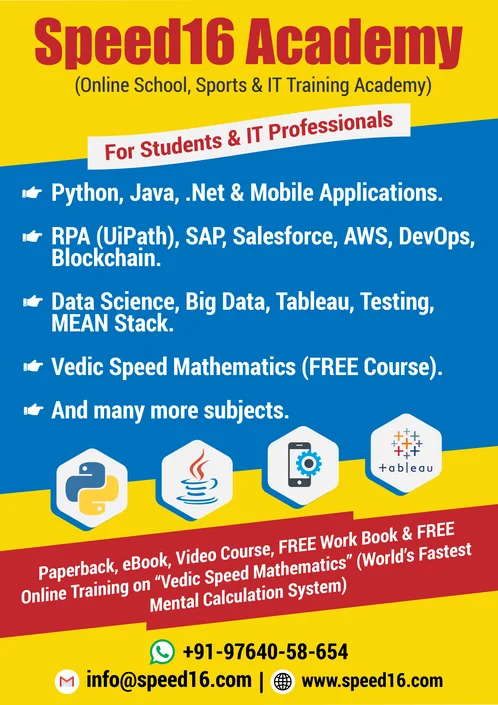 Speed16 Academy
(Online School, Sports & IT Training Academy)
For Students & IT Professionals
Python, Java, .Net & Mobile Applications.
RPA (UiPath), SAP, Salesforce, AWS, DevOps,
Blockchain.
Data Science, Big Data, Tableau, Testing,
MEAN Stack.
Vedic Speed Mathematics (FREE Course).
And many more subjects.
+ableau
Paperback, eBook, Video Course, FREE Work Book & FREE
Online Training on “Vedic Speed Mathematics” (World’s Fastest
Mental Calculation System)
+91-97640-58-654
info@speed16.com | www.speed16.com